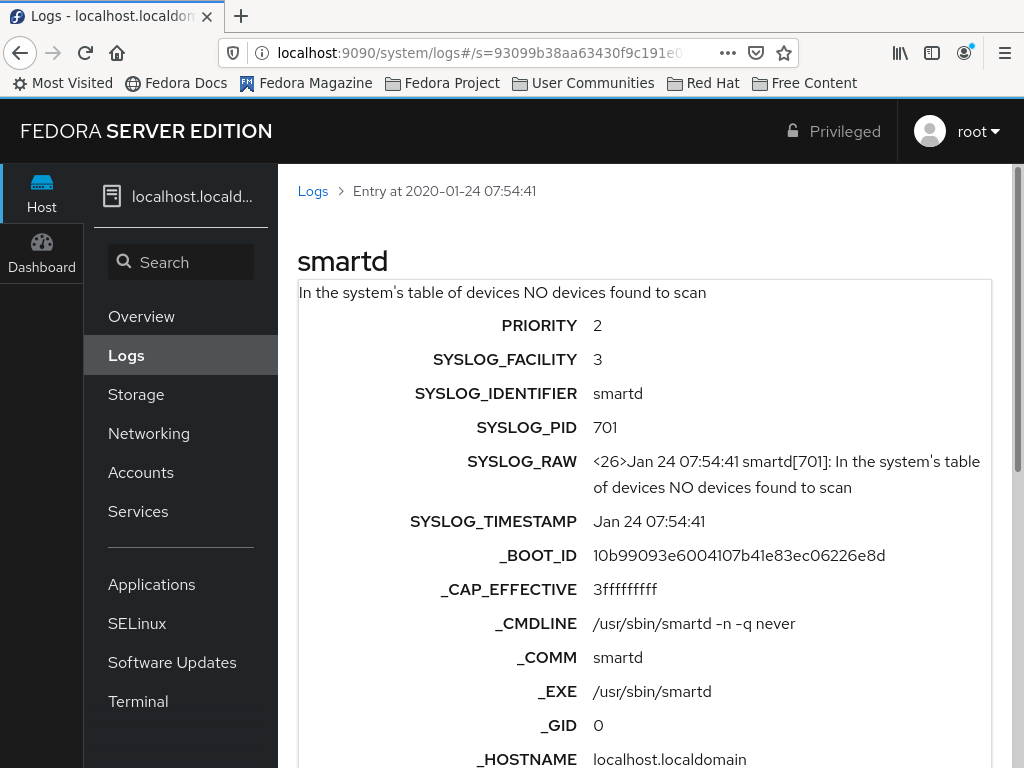 Logs - localhost.localdon
localhost:9090/system/logs#/s=93099b38aa63430f9c191e0
Most Visited Fedora Docs Fedora Magazine Fedora Project User Communities Red Hat Free Content
FEDORA SERVER EDITION
Privileged
root
Host
Dashboard
localhost.locald...
Search
Overview
Logs
Storage
Networking
Accounts
Services
Applications
SELinux
Software Updates
Terminal
Logs > Entry at 2020-01-24 07:54:41
smartd
In the system's table of devices NO devices found to scan
PRIORITY 2
SYSLOG_FACILITY 3
SYSLOG_IDENTIFIER smartd
SYSLOG_PID 701
SYSLOG_RAW <26>Jan 24 07:54:41 smartd[701]: In the system's table
of devices NO devices found to scan
SYSLOG_TIMESTAMP Jan 24 07:54:41
_BOOT_ID 10b99093e6004107b41e83ec06226e8d
_CAP_EFFECTIVE 3fffffffff
_CMDLINE /usr/sbin/smartd -n -q never
_COMM smartd
_EXE /usr/sbin/smartd
_GID 0
_HOSTNAME localhost.localdomain